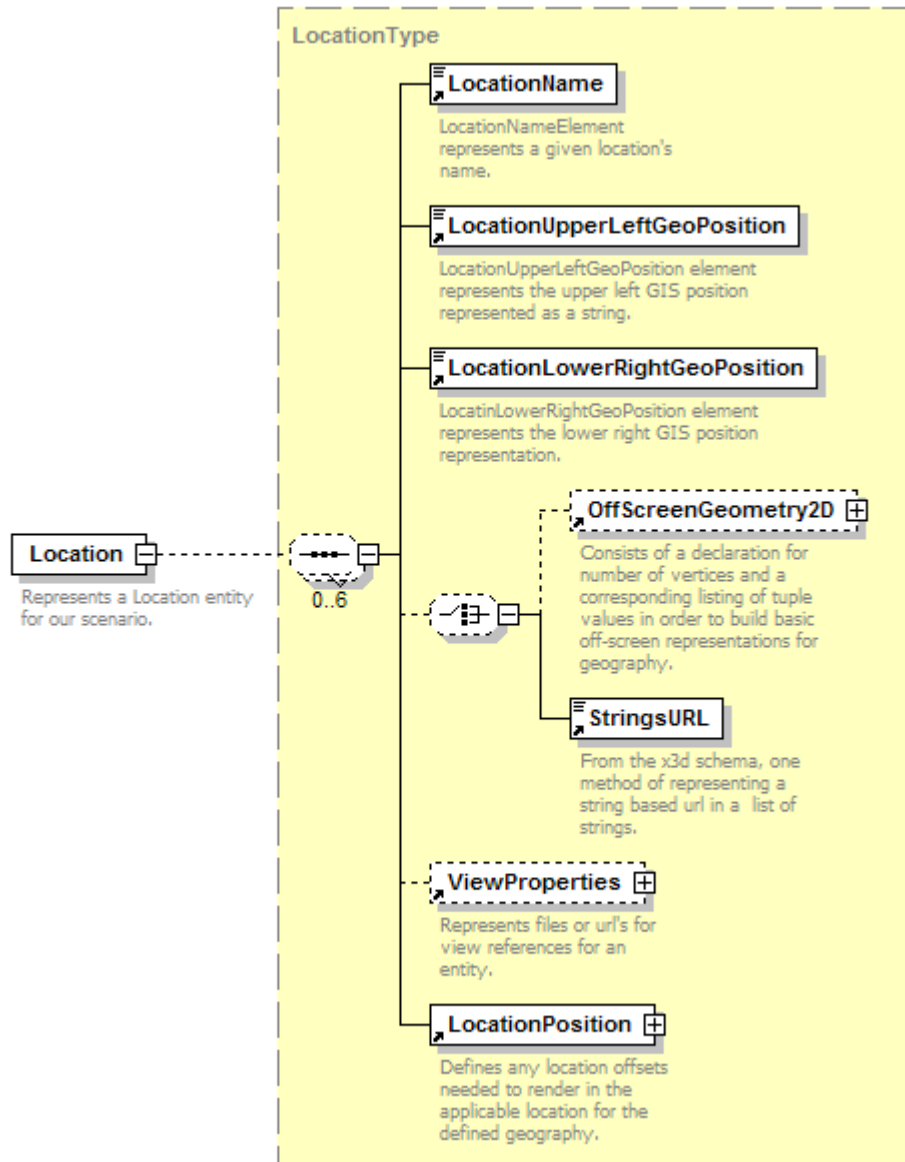 LocationType
LocationName
LocationNameElement
represents a given location's
name.
LocationUpperLeftGeoPosition
LocationUpperLeftGeoPosition element
represents the upper left GIS position
represented as a string.
LocationLowerRightGeoPosition
LocatinLowerRightGeoPosition element
represents the lower right GIS position
representation.
OffScreenGeometry2D
Consists of a declaration for
number of vertices and a
corresponding listing of tuple
values in order to build basic
off-screen representations for
geography.
Location
Represents a Location entity
for our scenario.
0..6
StringsURL
From the x3d schema, one
method of representing a
string based url in a list of
strings.
ViewProperties
Represents files or url's for
view references for an
entity.
LocationPosition
Defines any location offsets
needed to render in the
applicable location for the
defined geography.